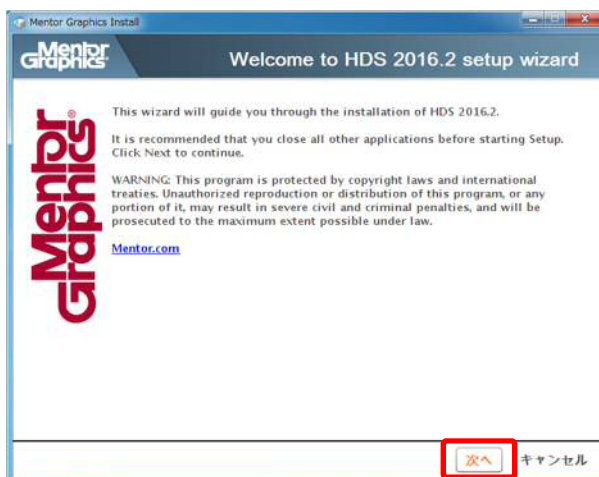 Mentor Graphics Install
Mentor
Graphics
Welcome to HDS 2016.2 setup wizard
Mentor
Graphics®
This wizard will guide you through the installation of HDS 2016.2.
It is recommended that you close all other applications before starting Setup.
Click Next to continue.
WARNING: This program is protected by copyright laws and international
treaties. Unauthorized reproduction or distribution of this program, or any
portion of it, may result in severe civil and criminal penalties, and will be
prosecuted to the maximum extent possible under law.
Mentor.com
次へ キャンセル